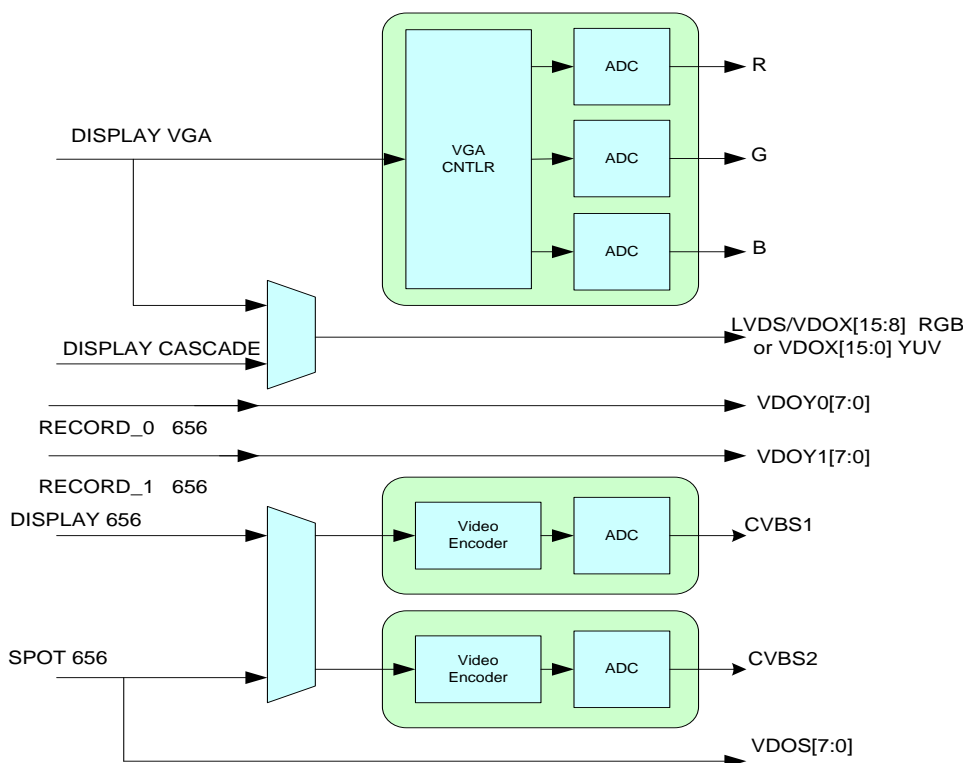 ADC
R
DISPLAY VGA
VGA
CNTLR
ADC
G
ADC
B
LVDS/VDOX[15:8] RGB
or VDOX[15:0] YUV
DISPLAY CASCADE
VDOY0[7:0]
RECORD_0 656
VDOY1[7:0]
RECORD_1 656
DISPLAY 656
Video
Encoder
ADC
CVBS1
SPOT 656
Video
Encoder
ADC
CVBS2
VDOS[7:0]